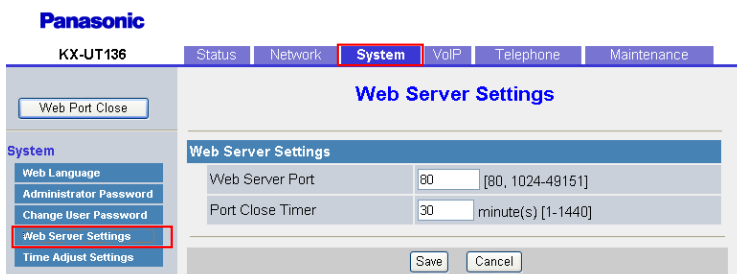 Panasonic
KX-UT136
Status Network System VoIP Telephone Maintenance
Web Port Close
Web Server Settings
System
Web Language
Administrator Password
Change User Password
Web Server Settings
Time Adjust Settings
Web Server Settings
Web Server Port 80 [80, 1024-49151]
Port Close Timer 30 minute(s) [1-1440]
Save Cancel